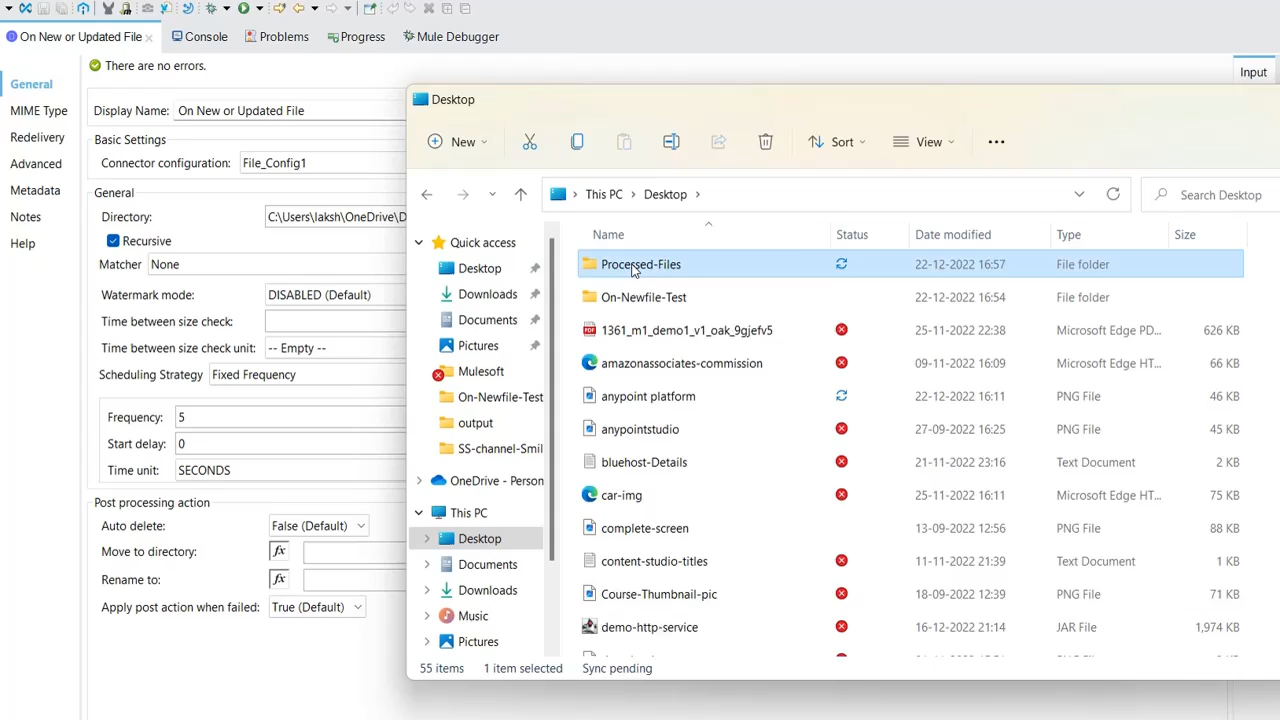 On New or Updated File
Console
Problems
Progress
Mule Debugger
There are no errors.
Input
General
MIME Type
Redelivery
Advanced
Metadata
Notes
Help
Display Name: On New or Updated File
Basic Settings
Connector configuration: File_Config1
General
Directory: C:\Users\laksh\OneDrive\D
Recursive
Matcher None
Watermark mode: DISABLED (Default)
Time between size check:
Time between size check unit: -- Empty --
Scheduling Strategy Fixed Frequency
Frequency: 5
Start delay: 0
Time unit: SECONDS
Post processing action
Auto delete: False (Default)
Move to directory: fx
Rename to: fx
Apply post action when failed: True (Default)
Desktop
New
Sort
View
This PC > Desktop >
Search Desktop
Quick access
Desktop
Downloads
Documents
Pictures
Mulesoft
On-Newfile-Test
output
SS-channel-Smil
OneDrive - Person
This PC
Desktop
Documents
Downloads
Music
Pictures
Name Status Date modified Type Size
Processed-Files 22-12-2022 16:57 File folder
On-Newfile-Test 22-12-2022 16:54 File folder
1361_m1_demo1_v1_oak_9gjefv5 25-11-2022 22:38 Microsoft Edge PD... 626 KB
amazonassociates-commission 09-11-2022 16:09 Microsoft Edge HT... 66 KB
anypoint platform 22-12-2022 16:11 PNG File 46 KB
anypointstudio 27-09-2022 16:25 PNG File 45 KB
bluehost-Details 21-11-2022 23:16 Text Document 2 KB
car-img 25-11-2022 16:11 Microsoft Edge HT... 75 KB
complete-screen 13-09-2022 12:56 PNG File 88 KB
content-studio-titles 11-11-2022 21:39 Text Document 1 KB
Course-Thumbnail-pic 18-09-2022 12:39 PNG File 71 KB
demo-http-service 16-12-2022 21:14 JAR File 1,974 KB
55 items 1 item selected Sync pending